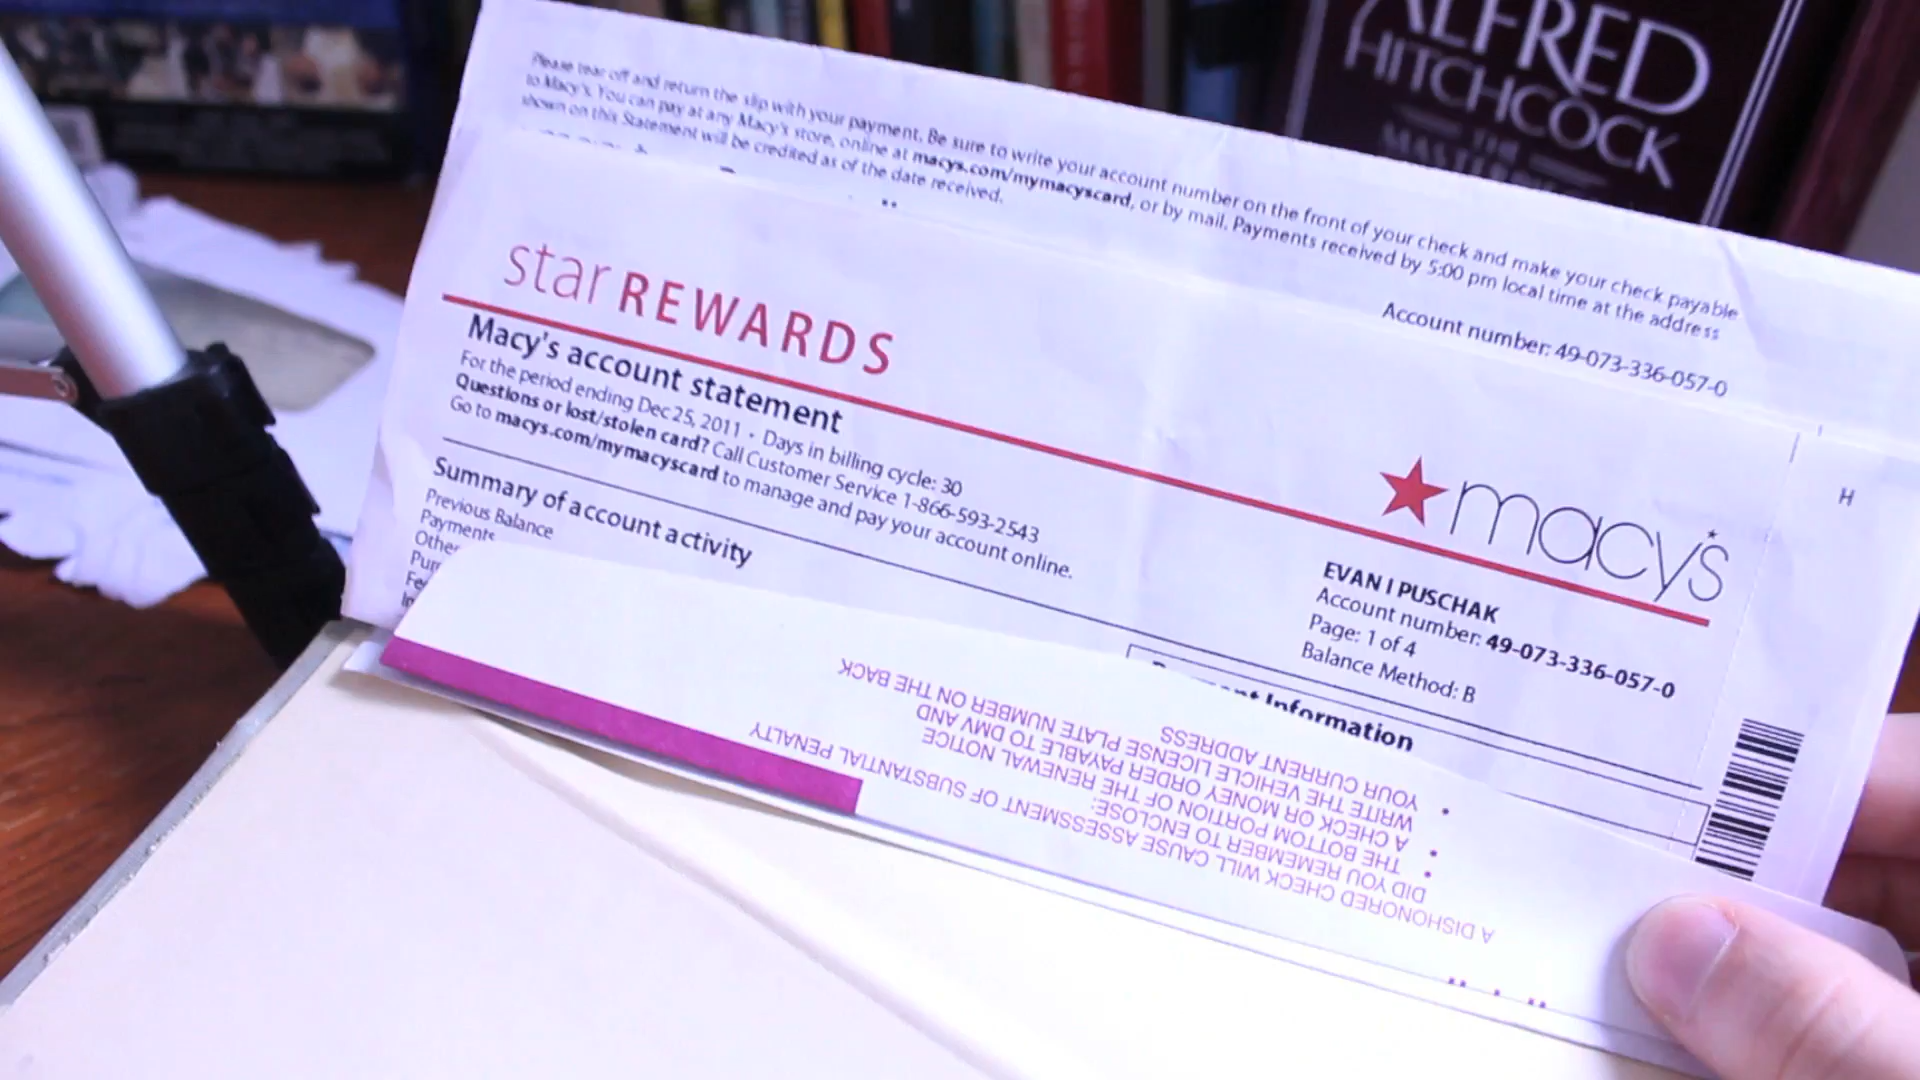 ALFRED
HITCHCOCK
THE
Please tear off and return the slip with your payment. Be sure to write your account number on the front of your check and make your check payable
to Macy's. You can pay at any Macy's store, online at macys.com/mymacyscard, or by mail. Payments received by 5:00 pm local time at the address
shown on this Statement will be credited as of the date received.
Account number: 49-073-336-057-0
star REWARDS
Macy's account statement
For the period ending Dec 25, 2011 · Days in billing cycle: 30
Questions or lost/stolen card? Call Customer Service 1-866-593-2543
Go to macys.com/mymacyscard to manage and pay your account online.
macy's
H
EVAN I PUSCHAK
Account number: 49-073-336-057-0
Page: 1 of 4
Balance Method: B
Summary of account activity
Previous Balance
Payments
Information
A DISHONORED CHECK WILL CAUSE ASSESSMENT OF SUBSTANTIAL PENALTY
DID YOU REMEMBER TO ENCLOSE:
• THE BOTTOM PORTION OF THE RENEWAL NOTICE
• A CHECK OR MONEY ORDER PAYABLE TO DMV AND
WRITE THE VEHICLE LICENSE PLATE NUMBER ON THE BACK
• YOUR CURRENT ADDRESS